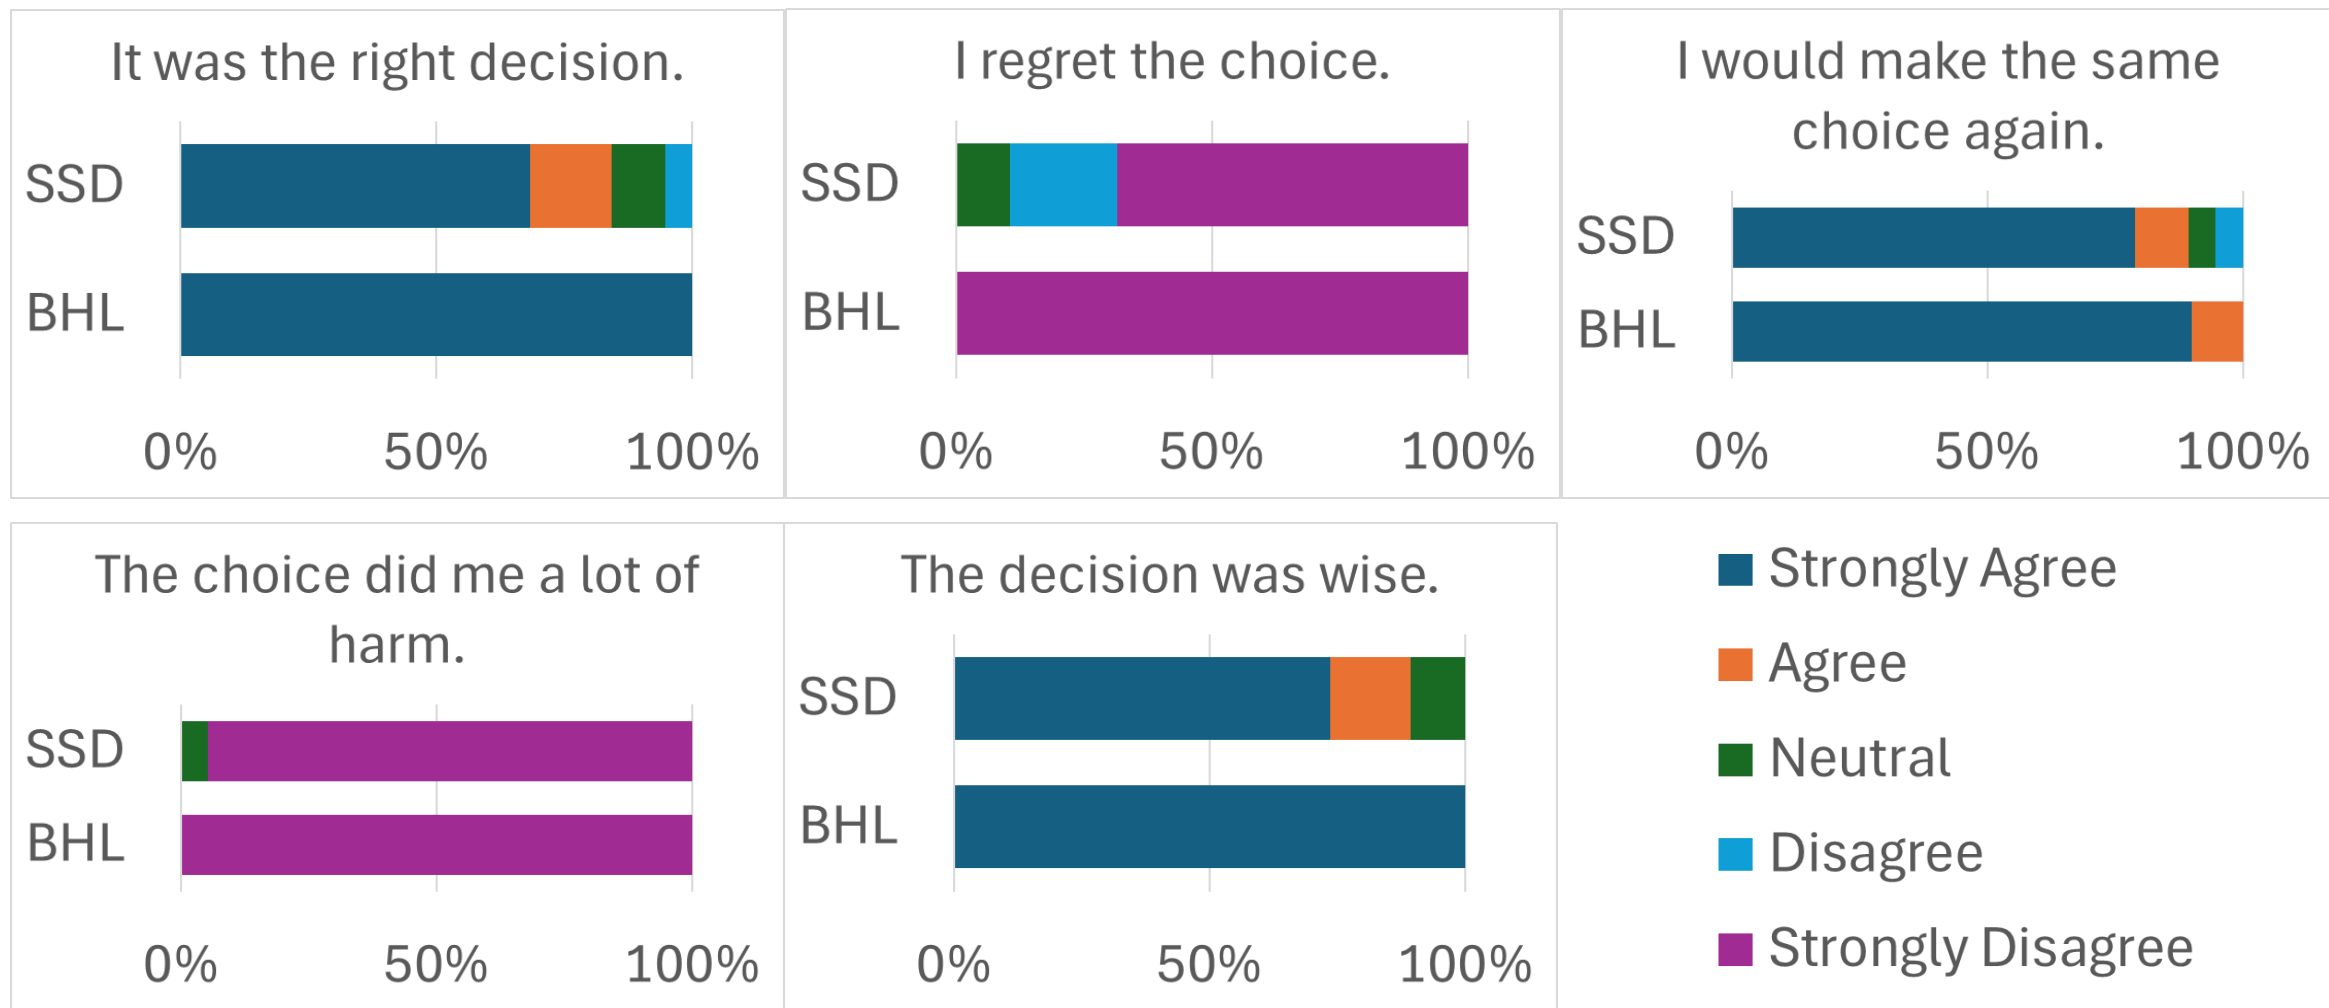 It was the right decision.
SSD
BHL
0% 50% 100%
I regret the choice.
SSD
BHL
0% 50% 100%
I would make the same
choice again.
SSD
BHL
0% 50% 100%
The choice did me a lot of
harm.
SSD
BHL
0% 50% 100%
The decision was wise.
SSD
BHL
0% 50% 100%
Strongly Agree
Agree
Neutral
Disagree
Strongly Disagree